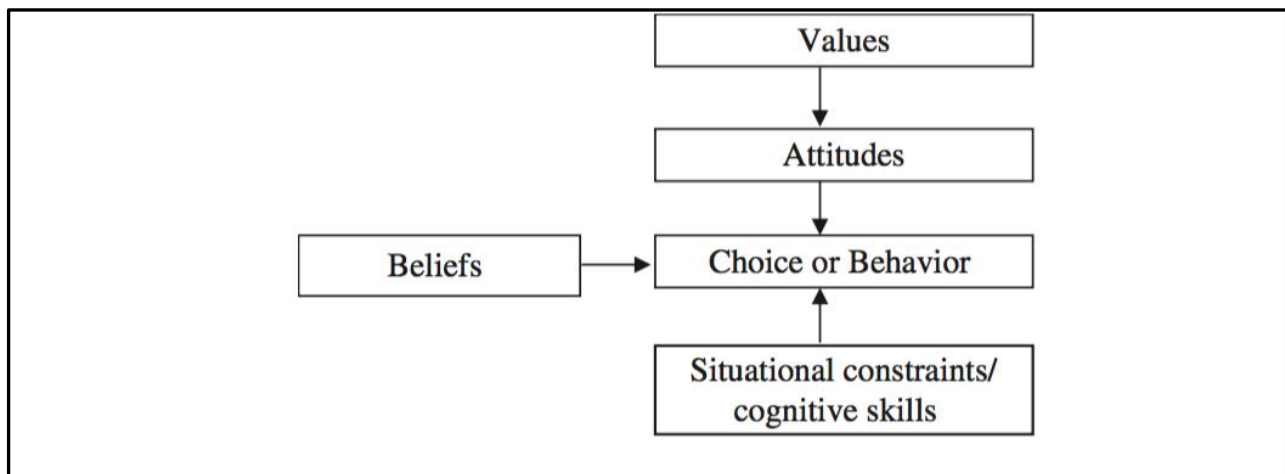 Values
Attitudes
Beliefs
Choice or Behavior
Situational constraints/
cognitive skills